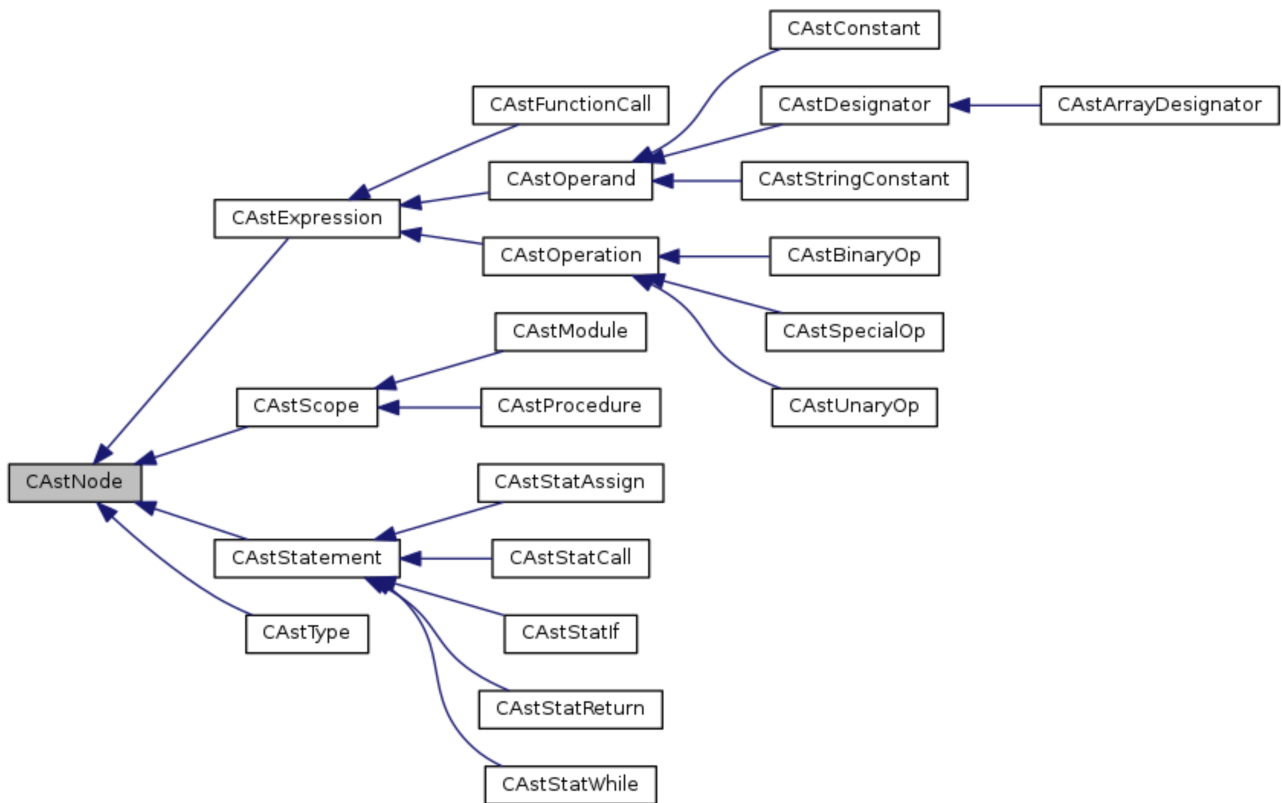 CAstConstant
CAstFunctionCall
CAstDesignator
CAstArrayDesignator
CAstOperand
CAstStringConstant
CAstExpression
CAstOperation
CAstBinaryOp
CAstModule
CAstSpecialOp
CAstScope
CAstProcedure
CAstUnaryOp
CAstNode
CAstStatAssign
CAstStatement
CAstStatCall
CAstType
CAstStatIf
CAstStatReturn
CAstStatWhile